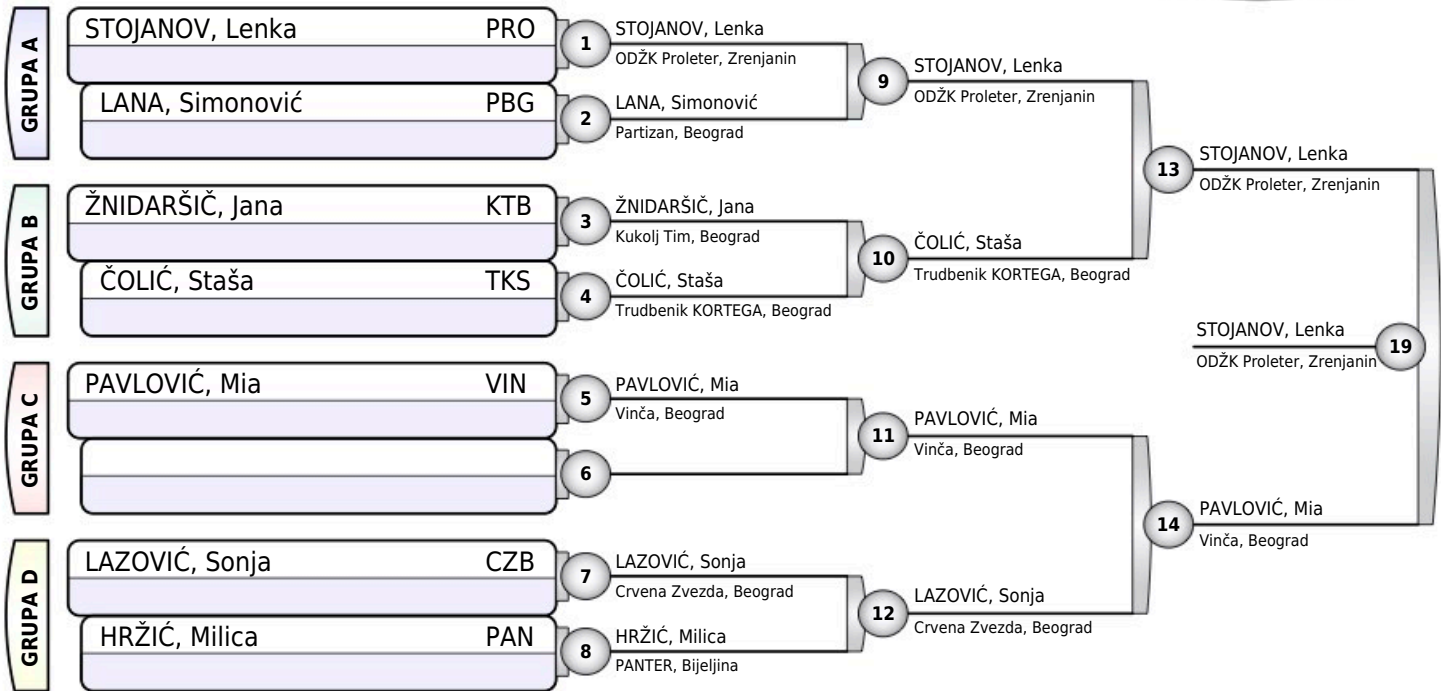 GRUPA A
STOJANOV, Lenka PRO
LANA, Simonović PBG
1
STOJANOV, Lenka
ODŽK Proleter, Zrenjanin
2
LANA, Simonović
Partizan, Beograd
9
STOJANOV, Lenka
ODŽK Proleter, Zrenjanin
GRUPA B
ŽNIDARŠIČ, Jana KTB
ČOLIĆ, Staša TKS
3
ŽNIDARŠIČ, Jana
Kukolj Tim, Beograd
4
ČOLIĆ, Staša
Trudbenik KORTEGA, Beograd
10
ČOLIĆ, Staša
Trudbenik KORTEGA, Beograd
13
STOJANOV, Lenka
ODŽK Proleter, Zrenjanin
GRUPA C
PAVLOVIĆ, Mia VIN
5
PAVLOVIĆ, Mia
Vinča, Beograd
6
11
PAVLOVIĆ, Mia
Vinča, Beograd
GRUPA D
LAZOVIĆ, Sonja CZB
HRŽIĆ, Milica PAN
7
LAZOVIĆ, Sonja
Crvena Zvezda, Beograd
8
HRŽIĆ, Milica
PANTER, Bijeljina
12
LAZOVIĆ, Sonja
Crvena Zvezda, Beograd
14
PAVLOVIĆ, Mia
Vinča, Beograd
STOJANOV, Lenka
ODŽK Proleter, Zrenjanin
19